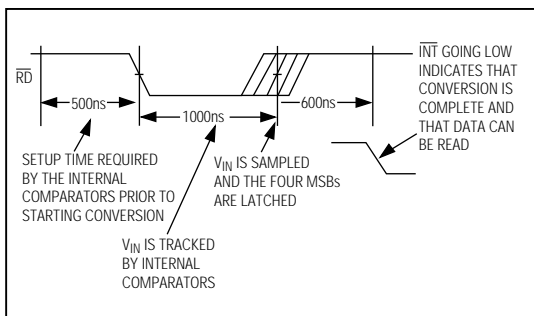 RD
500ns
1000ns
600ns
INT GOING LOW
INDICATES THAT
CONVERSION IS
COMPLETE AND
THAT DATA CAN
BE READ
SETUP TIME REQUIRED
BY THE INTERNAL
COMPARATORS PRIOR TO
STARTING CONVERSION
VIN IS SAMPLED
AND THE FOUR MSBs
ARE LATCHED
VIN IS TRACKED
BY INTERNAL
COMPARATORS